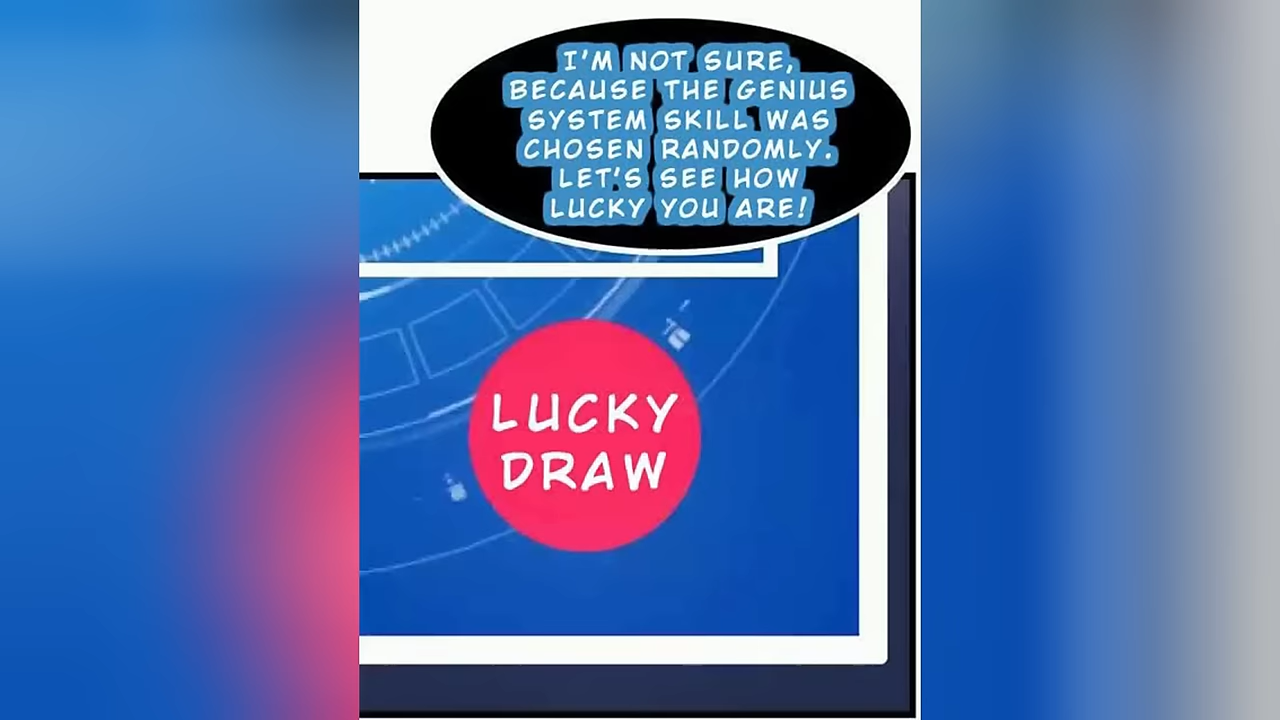 I'M NOT SURE,
BECAUSE THE GENIUS
SYSTEM SKILL WAS
CHOSEN RANDOMLY.
LET'S SEE HOW
LUCKY YOU ARE!
LUCKY
DRAW